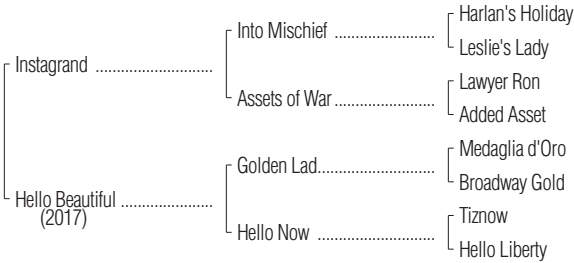 Harlan's Holiday
Into Mischief ........................
Leslie's Lady
Instagrand ............................
Lawyer Ron
Assets of War........................
Added Asset
Medaglia d'Oro
Golden Lad............................
Broadway Gold
Hello Beautiful ......................
(2017)
Tiznow
Hello Now ............................
Hello Liberty